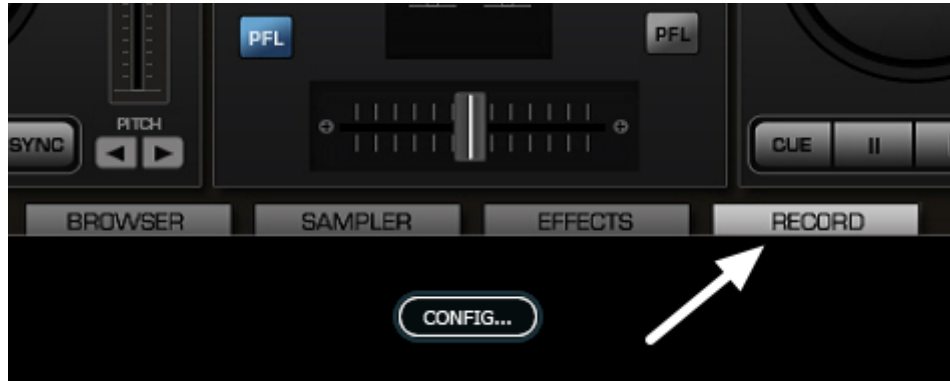 PFL PFL
PITCH
SYNC CUE
BROWSER SAMPLER EFFECTS RECORD
CONFIG...